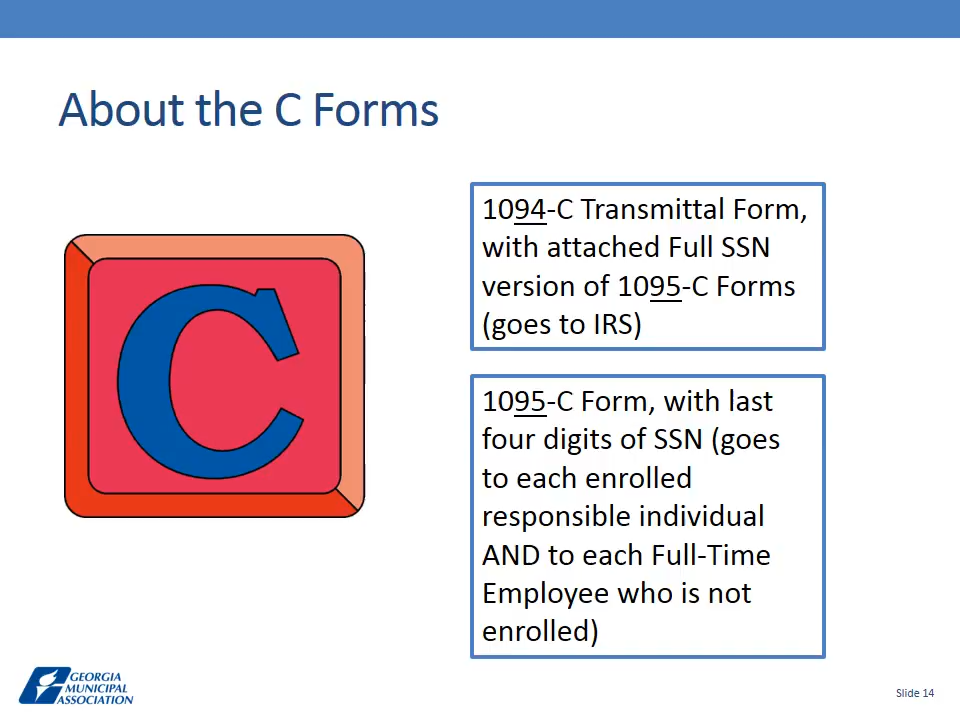 About the C Forms
C
1094-C Transmittal Form,
with attached Full SSN
version of 1095-C Forms
(goes to IRS)
1095-C Form, with last
four digits of SSN (goes
to each enrolled
responsible individual
AND to each Full-Time
Employee who is not
enrolled)
GEORGIA
MUNICIPAL
ASSOCIATION
Slide 14